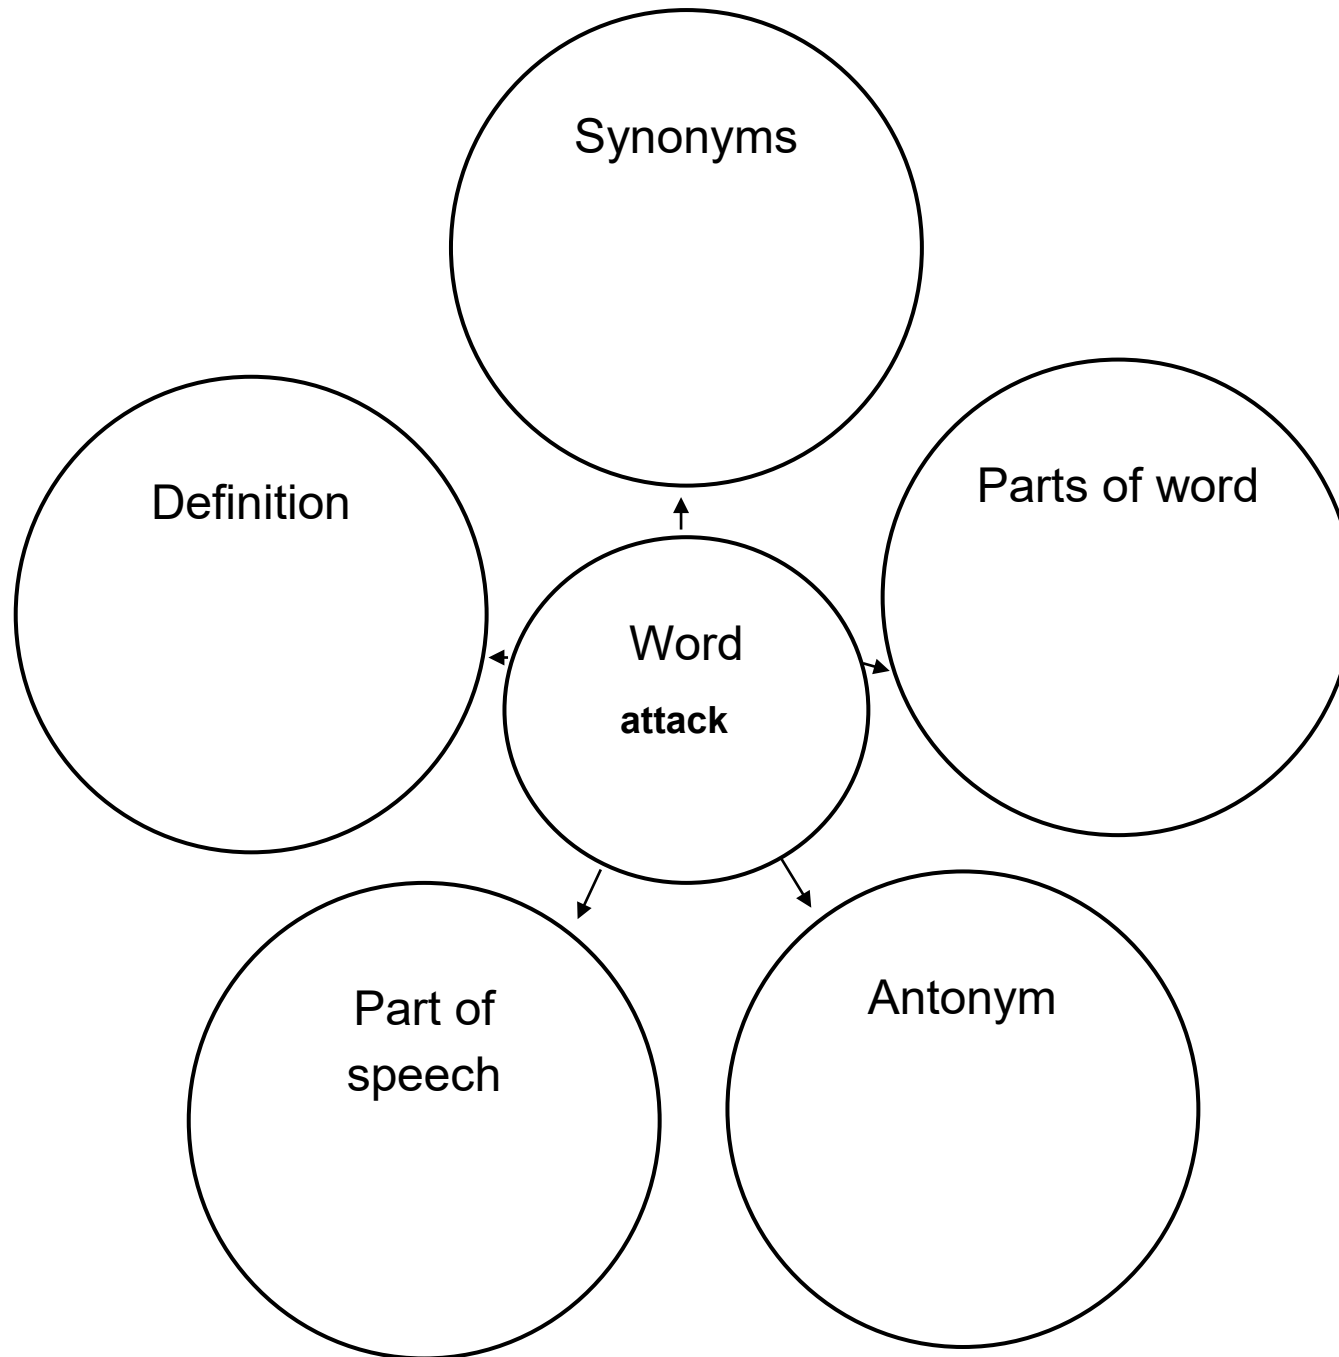 Synonyms
Definition
Parts of word
Word
attack
Part of
speech
Antonym